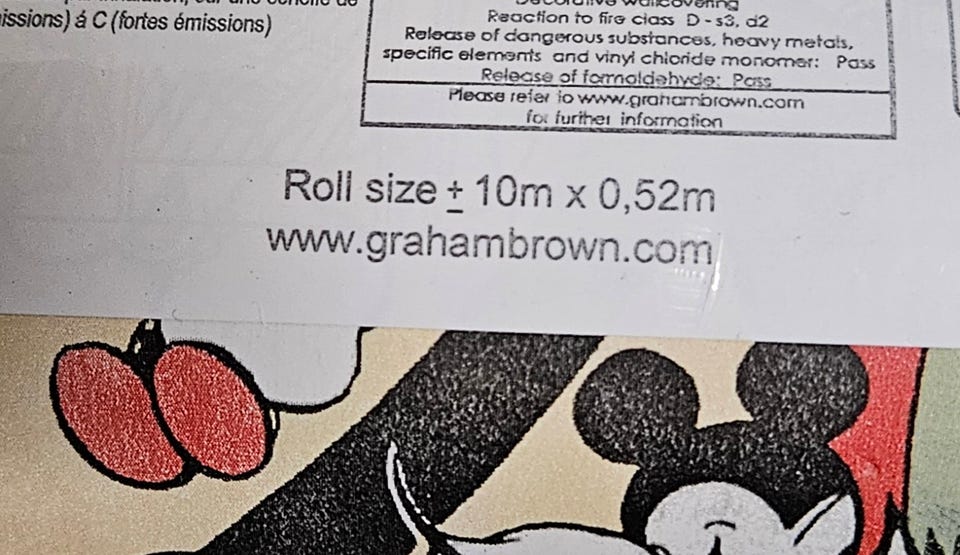 issions) á C (fortes émissions)
Decorative wallcovering
Reaction to fire class D - s3, d2
Release of dangerous substances, heavy metals,
specific elements and vinyl chloride monomer: Pass
Release of formaldehyde: Pass
Please refer to www.grahambrown.com
for further information
Roll size ± 10m x 0,52m
www.grahambrown.com